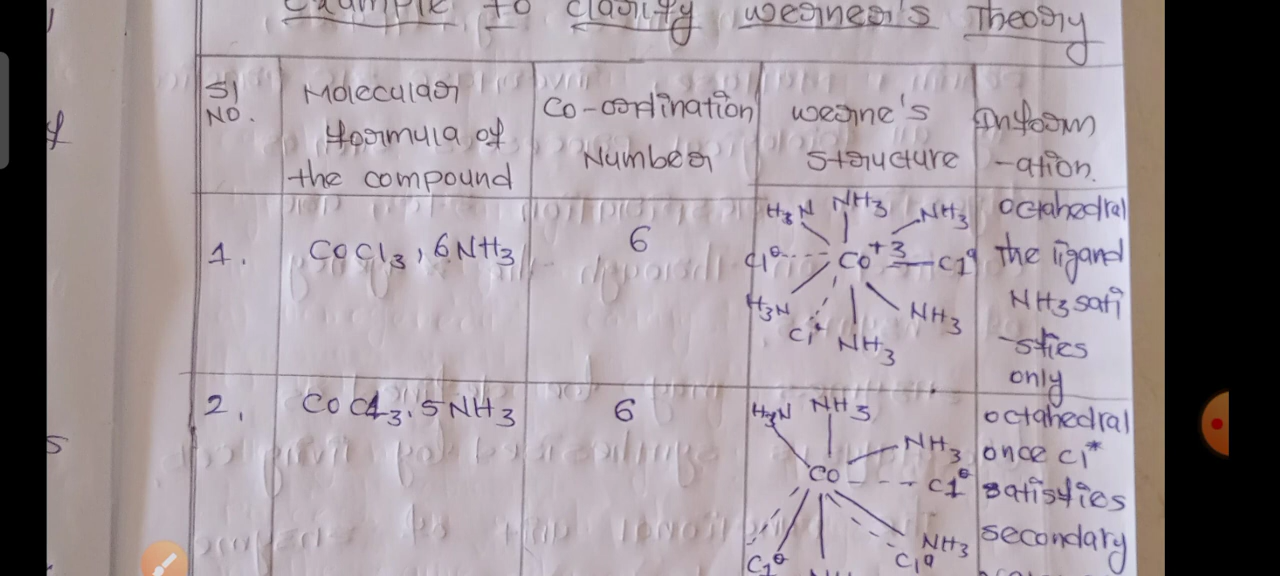 Example to clarify werner's Theory
Sl NO.
Molecular formula of the compound
Co-ordination Number
werne's structure
Inform -ation.
1.
CoCl3, 6NH3
6
H3N NH3 NH3
Cl⊖ Co+3 Cl
H3N NH3
Cl NH3
octahedral
the ligand
NH3 sati
-sfies
only
2.
CoCl3.5NH3
6
H3N NH3
NH3
Co Cl⊖
NH3
Cl⊖ Cl
octahedral
once Cl*
satisfies
secondary